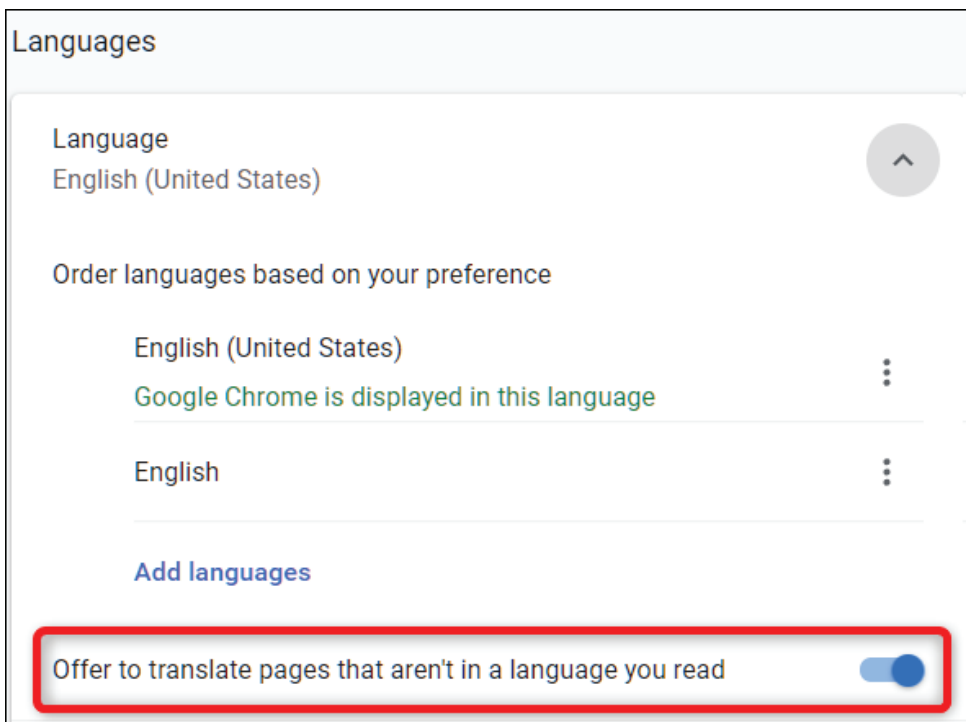 Languages
Language
English (United States)
Order languages based on your preference
English (United States)
Google Chrome is displayed in this language
English
Add languages
Offer to translate pages that aren't in a language you read